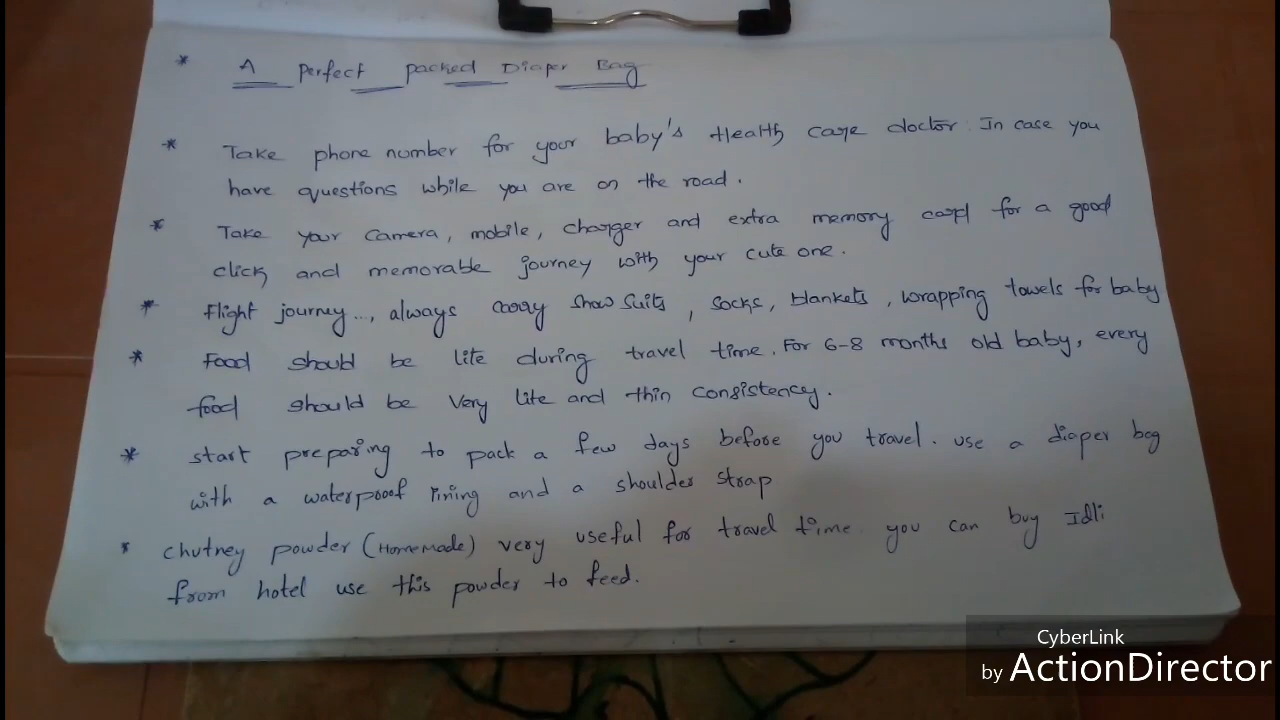 * A Perfect packed Diaper Bag
* Take phone number for your baby's Health care doctor. In case you
have questions while you are on the road.
* Take your camera, mobile, charger and extra memory card for a good
click and memorable journey with your cute one.
* Flight journey..., always carry snow suits, socks, blankets, wrapping towels for baby
* Food should be lite during travel time. For 6-8 months old baby, every
food should be very lite and thin consistency.
* start preparing to pack a few days before you travel. use a diaper bag
with a waterproof lining and a shoulder strap
* chutney powder (Homemade) very useful for travel time. you can buy Idli
from hotel use this powder to feed.
CyberLink
by ActionDirector